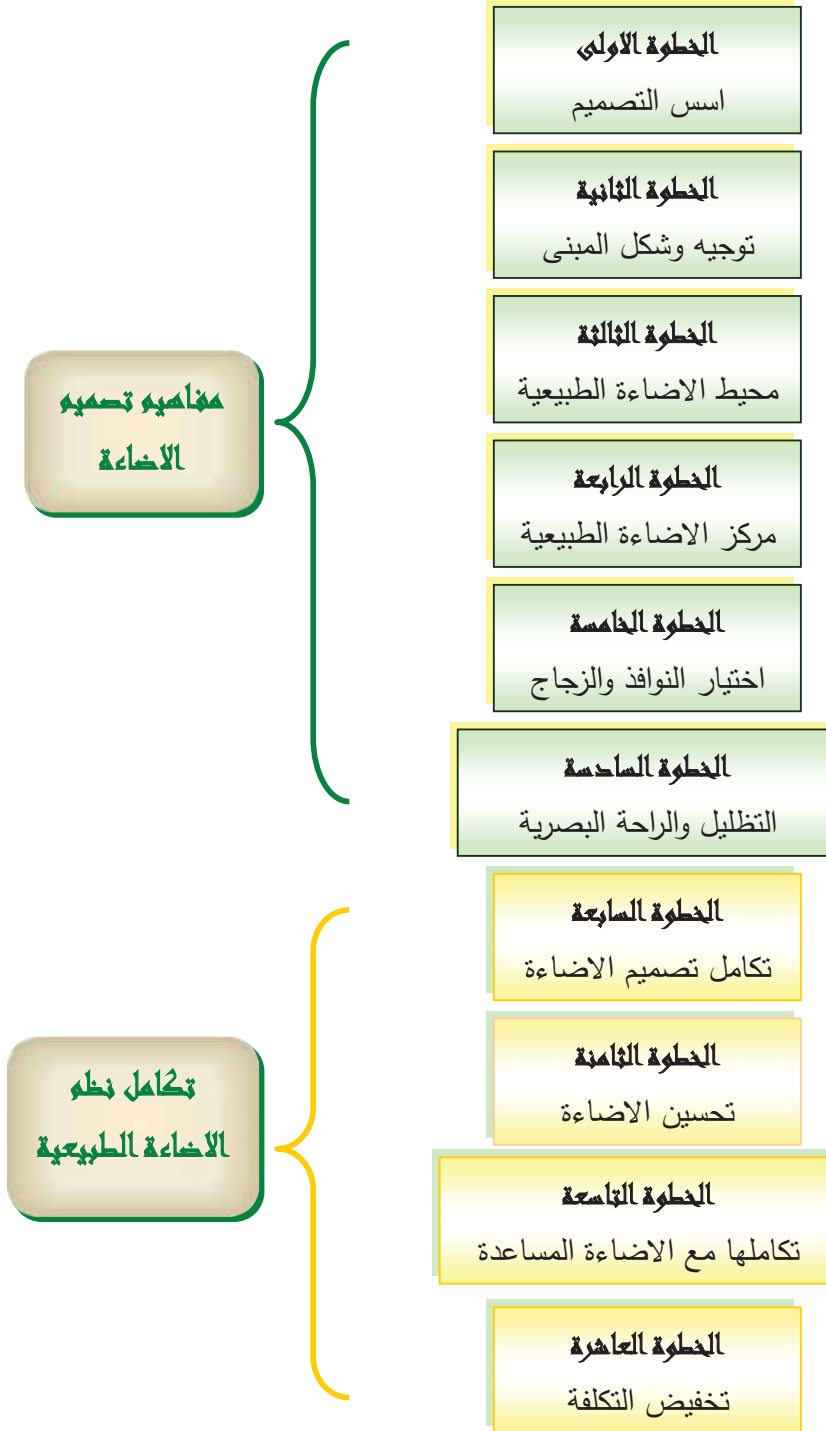 الخطوة الاولى
اسس التصميم
الخطوة الثانية
توجيه وشكل المبنى
الخطوة الثالثة
محيط الاضاءة الطبيعية
الخطوة الرابعة
مركز الاضاءة الطبيعية
الخطوة الخامسة
اختيار النوافذ والزجاج
الخطوة السادسة
التظليل والراحة البصرية
مفاهيم تصميم
الاضاءة
الخطوة السابعة
تكامل تصميم الاضاءة
الخطوة الثامنة
تحسين الاضاءة
الخطوة التاسعة
تكاملها مع الاضاءة المساعدة
الخطوة العاشرة
تخفيض التكلفة
تكامل نظم
الاضاءة الطبيعية